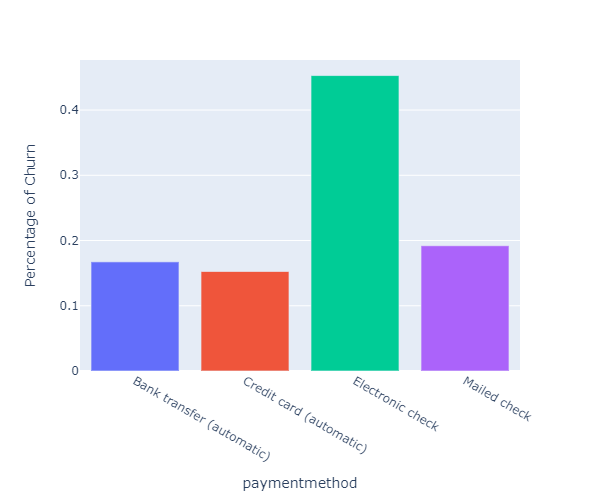 Percentage of Churn
0.4
0.3
0.2
0.1
0
Bank transfer (automatic)
Credit card (automatic)
Electronic check
Mailed check
paymentmethod